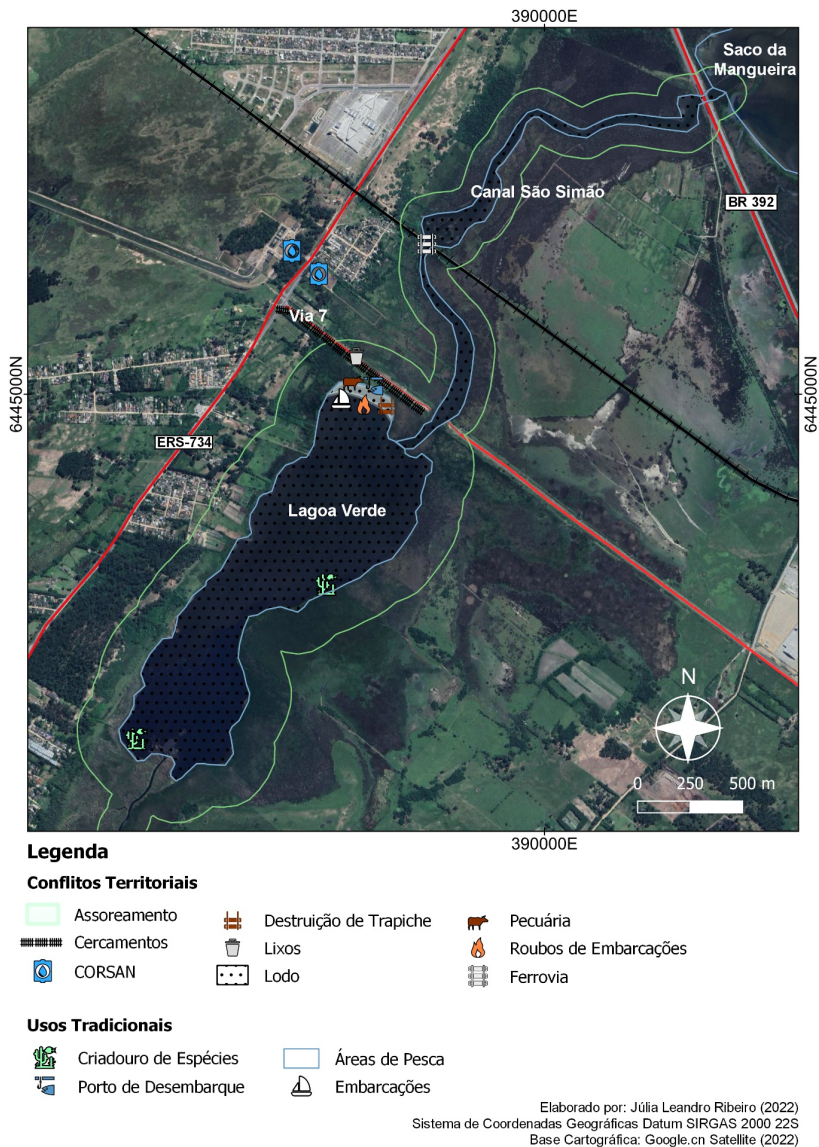 390000E
Saco da
Mangueira
Canal São Simão
BR 392
Via 7
6445000N
6445000N
ERS-734
Lagoa Verde
N
0 250 500 m
390000E
Legenda
Conflitos Territoriais
Assoreamento
Cercamentos
CORSAN
Destruição de Trapiche
Lixos
Lodo
Pecuária
Roubos de Embarcações
Ferrovia
Usos Tradicionais
Criadouro de Espécies
Porto de Desembarque
Áreas de Pesca
Embarcações
Elaborado por: Júlia Leandro Ribeiro (2022)
Sistema de Coordenadas Geográficas Datum SIRGAS 2000 22S
Base Cartográfica: Google.cn Satellite (2022)